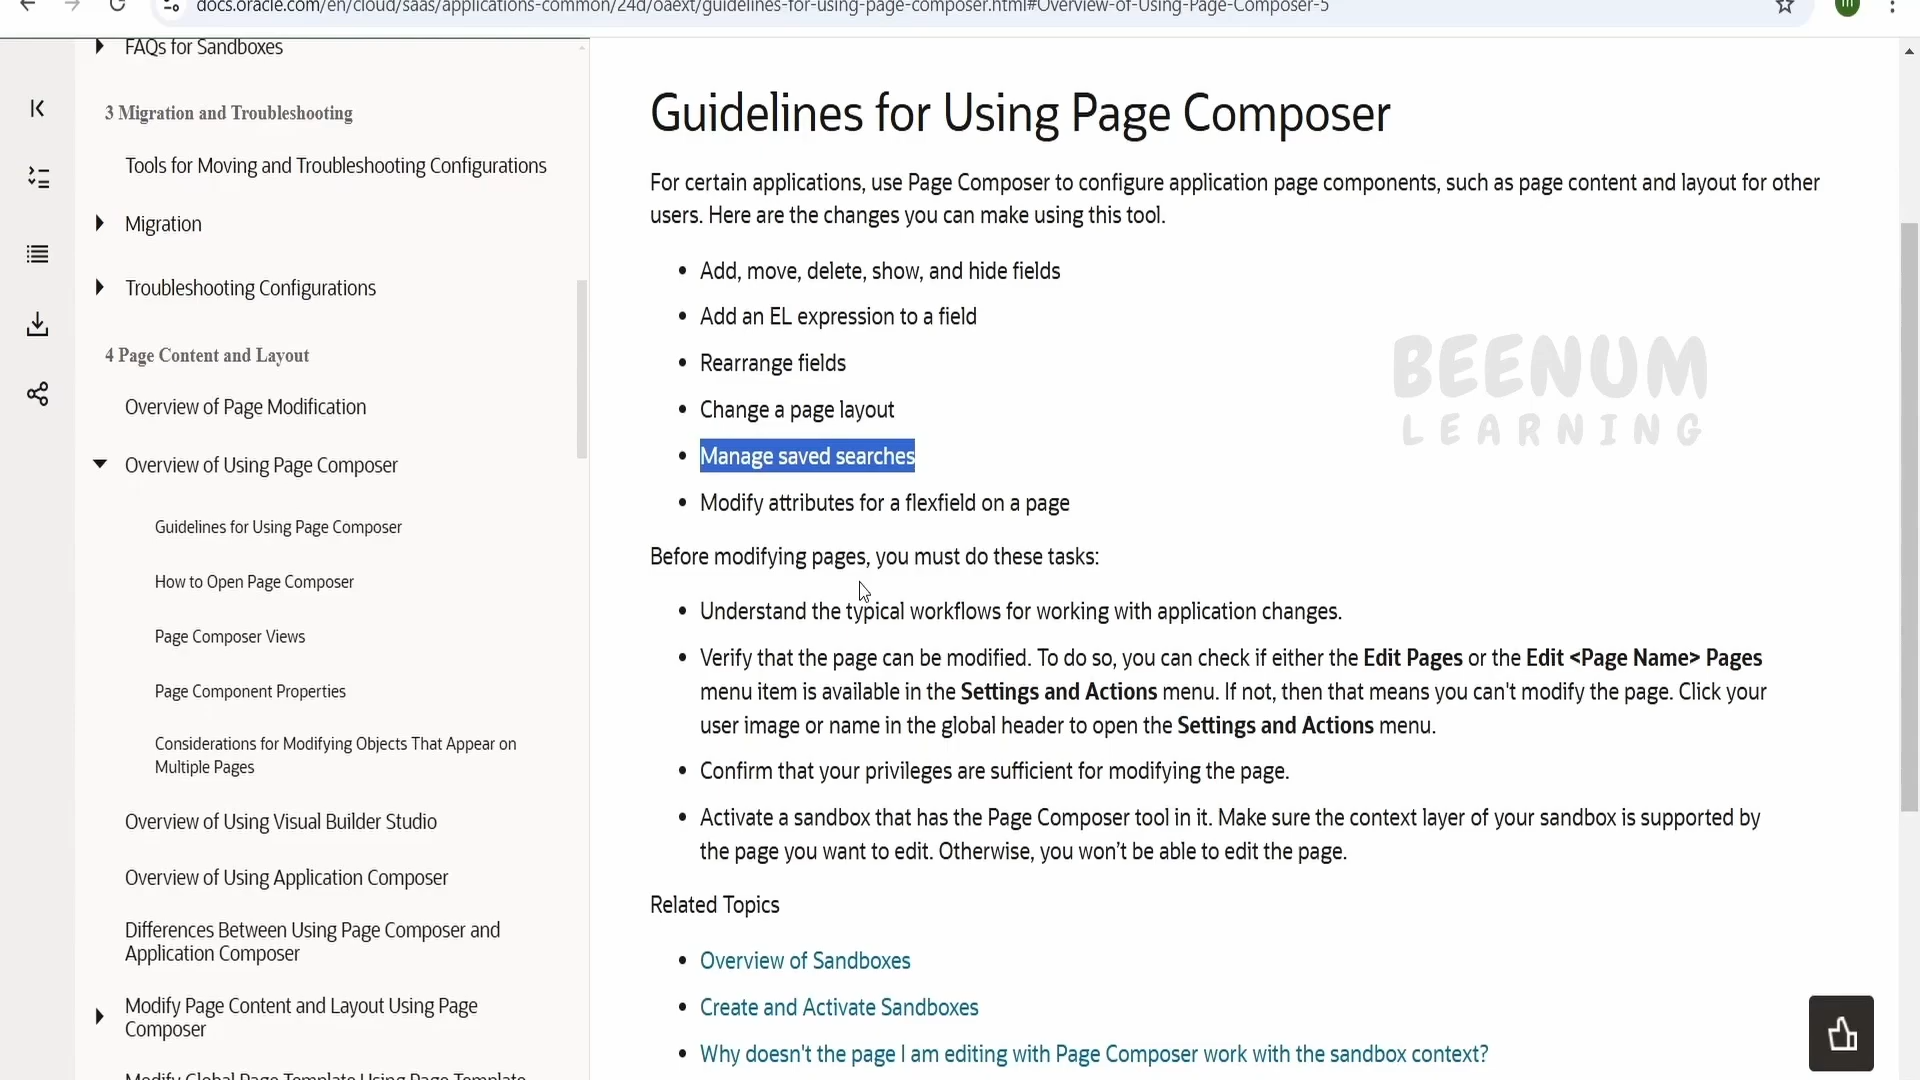 docs.oracle.com/en/cloud/saas/applications-common/24d/oaext/guidelines-for-using-page-composer.html#Overview-of-Using-Page-Composer-5
m
FAQs for Sandboxes
3 Migration and Troubleshooting
Tools for Moving and Troubleshooting Configurations
Migration
Troubleshooting Configurations
4 Page Content and Layout
Overview of Page Modification
Overview of Using Page Composer
Guidelines for Using Page Composer
How to Open Page Composer
Page Composer Views
Page Component Properties
Considerations for Modifying Objects That Appear on
Multiple Pages
Overview of Using Visual Builder Studio
Overview of Using Application Composer
Differences Between Using Page Composer and
Application Composer
Modify Page Content and Layout Using Page
Composer
Modify Global Page Template Using Page Template
Guidelines for Using Page Composer
For certain applications, use Page Composer to configure application page components, such as page content and layout for other
users. Here are the changes you can make using this tool.
• Add, move, delete, show, and hide fields
• Add an EL expression to a field
• Rearrange fields
• Change a page layout
• Manage saved searches
• Modify attributes for a flexfield on a page
BEENUM
LEARNING
Before modifying pages, you must do these tasks:
• Understand the typical workflows for working with application changes.
• Verify that the page can be modified. To do so, you can check if either the Edit Pages or the Edit <Page Name> Pages
menu item is available in the Settings and Actions menu. If not, then that means you can't modify the page. Click your
user image or name in the global header to open the Settings and Actions menu.
• Confirm that your privileges are sufficient for modifying the page.
• Activate a sandbox that has the Page Composer tool in it. Make sure the context layer of your sandbox is supported by
the page you want to edit. Otherwise, you won’t be able to edit the page.
Related Topics
• Overview of Sandboxes
• Create and Activate Sandboxes
• Why doesn't the page I am editing with Page Composer work with the sandbox context?